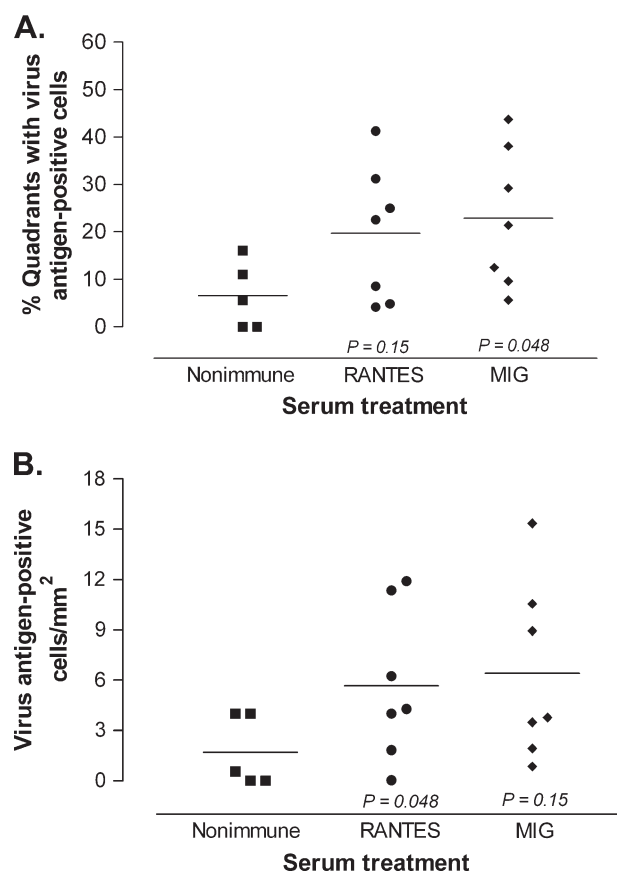 A.
% Quadrants with virus
antigen-positive cells
60
50
40
30
20
10
0
P = 0.15
P = 0.048
Nonimmune
RANTES
MIG
Serum treatment
B.
Virus antigen-positive
cells/mm²
18
15
12
9
6
3
0
P = 0.048
P = 0.15
Nonimmune
RANTES
MIG
Serum treatment